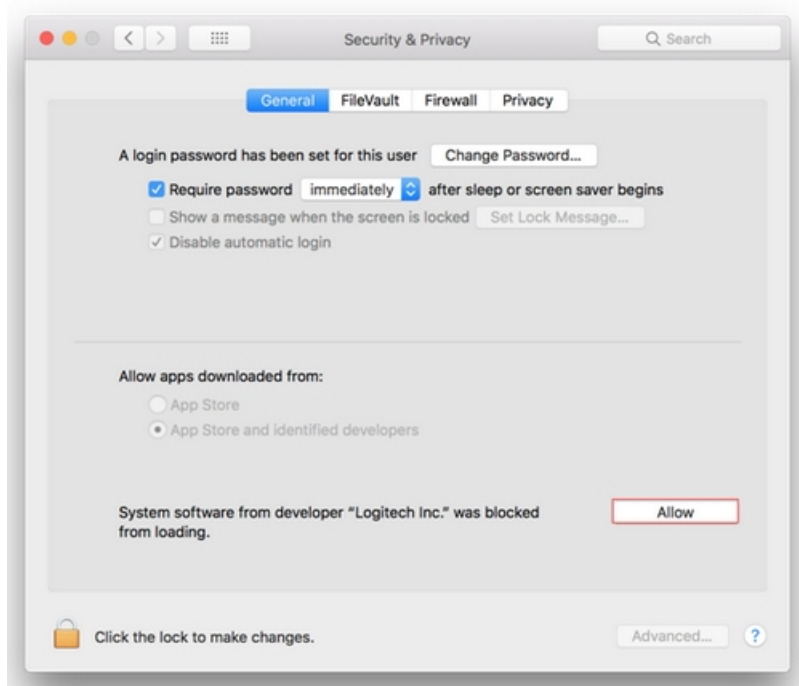 Security & Privacy
Search
General FileVault Firewall Privacy
A login password has been set for this user Change Password...
Require password immediately after sleep or screen saver begins
Show a message when the screen is locked Set Lock Message...
Disable automatic login
Allow apps downloaded from:
App Store
App Store and identified developers
System software from developer “Logitech Inc.” was blocked Allow
from loading.
Click the lock to make changes.
Advanced... ?